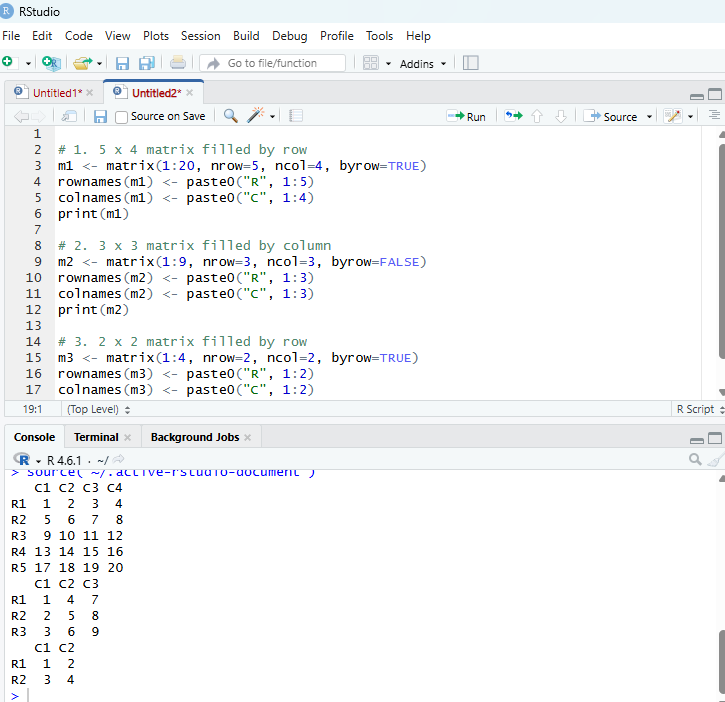 RStudio
File Edit Code View Plots Session Build Debug Profile Tools Help
Go to file/function Addins
Untitled1* Untitled2*
Source on Save Run Source
1
2 # 1. 5 x 4 matrix filled by row
3 m1 <- matrix(1:20, nrow=5, ncol=4, byrow=TRUE)
4 rownames(m1) <- paste0("R", 1:5)
5 colnames(m1) <- paste0("C", 1:4)
6 print(m1)
7
8 # 2. 3 x 3 matrix filled by column
9 m2 <- matrix(1:9, nrow=3, ncol=3, byrow=FALSE)
10 rownames(m2) <- paste0("R", 1:3)
11 colnames(m2) <- paste0("C", 1:3)
12 print(m2)
13
14 # 3. 2 x 2 matrix filled by row
15 m3 <- matrix(1:4, nrow=2, ncol=2, byrow=TRUE)
16 rownames(m3) <- paste0("R", 1:2)
17 colnames(m3) <- paste0("C", 1:2)
19:1 (Top Level) R Script
Console Terminal Background Jobs
R 4.6.1 · ~/
> source("~/.active-rstudio-document")
C1 C2 C3 C4
R1 1 2 3 4
R2 5 6 7 8
R3 9 10 11 12
R4 13 14 15 16
R5 17 18 19 20
C1 C2 C3
R1 1 4 7
R2 2 5 8
R3 3 6 9
C1 C2
R1 1 2
R2 3 4
>